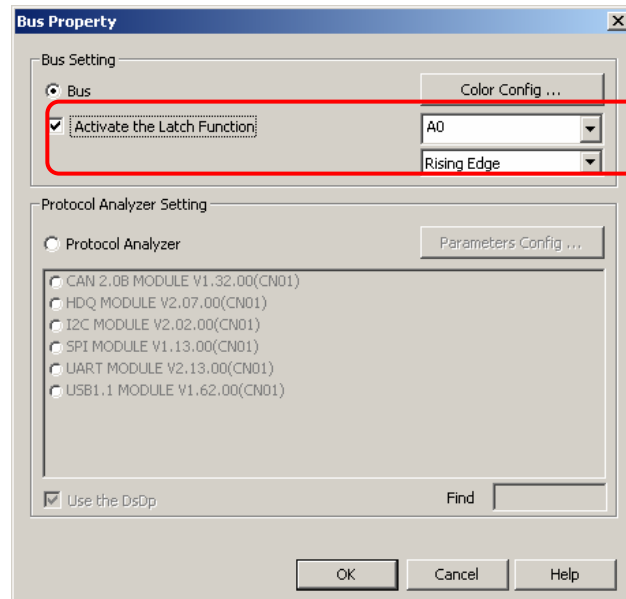 Bus Property
Bus Setting
Bus
Color Config ...
Activate the Latch Function
A0
Rising Edge
Protocol Analyzer Setting
Protocol Analyzer
Parameters Config ...
CAN 2.0B MODULE V1.32.00(CN01)
HDQ MODULE V2.07.00(CN01)
I2C MODULE V2.02.00(CN01)
SPI MODULE V1.13.00(CN01)
UART MODULE V2.13.00(CN01)
USB1.1 MODULE V1.62.00(CN01)
Use the DsDp
Find
OK
Cancel
Help